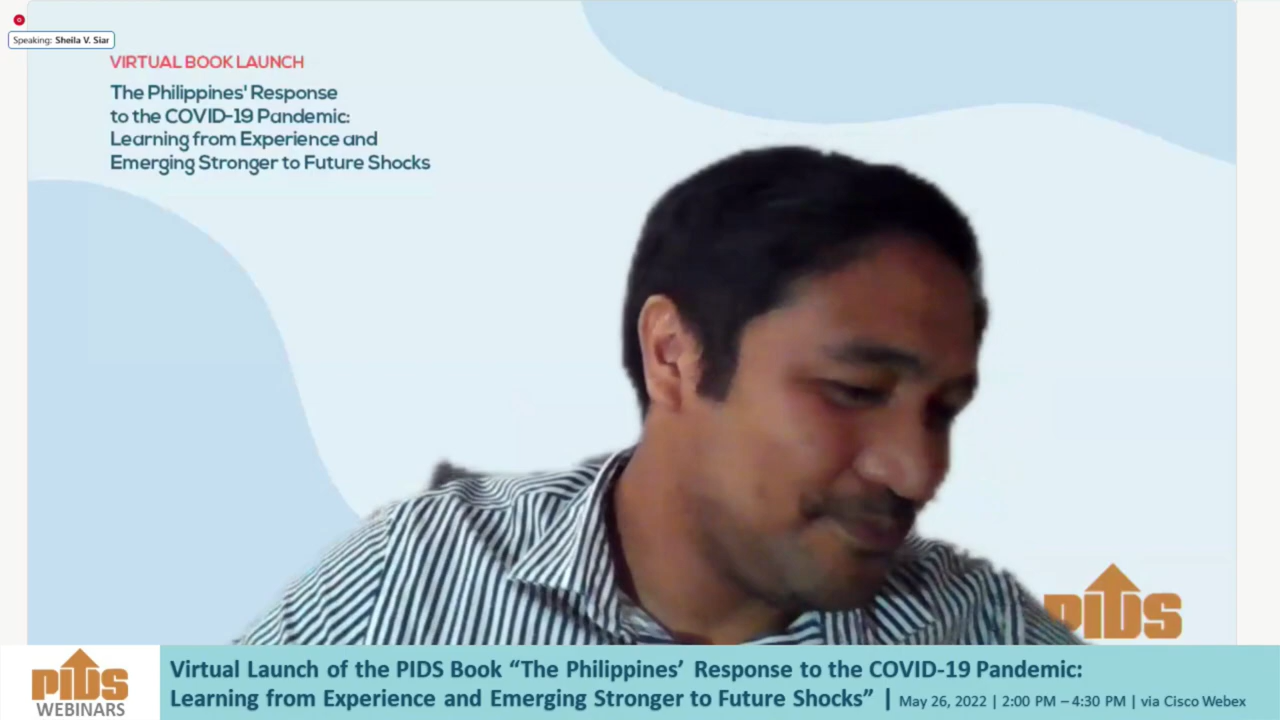 Speaking: Sheila V. Siar
VIRTUAL BOOK LAUNCH
The Philippines' Response
to the COVID-19 Pandemic:
Learning from Experience and
Emerging Stronger to Future Shocks
PIDS
PIDS
WEBINARS
Virtual Launch of the PIDS Book “The Philippines’ Response to the COVID-19 Pandemic:
Learning from Experience and Emerging Stronger to Future Shocks” | May 26, 2022 | 2:00 PM – 4:30 PM | via Cisco Webex